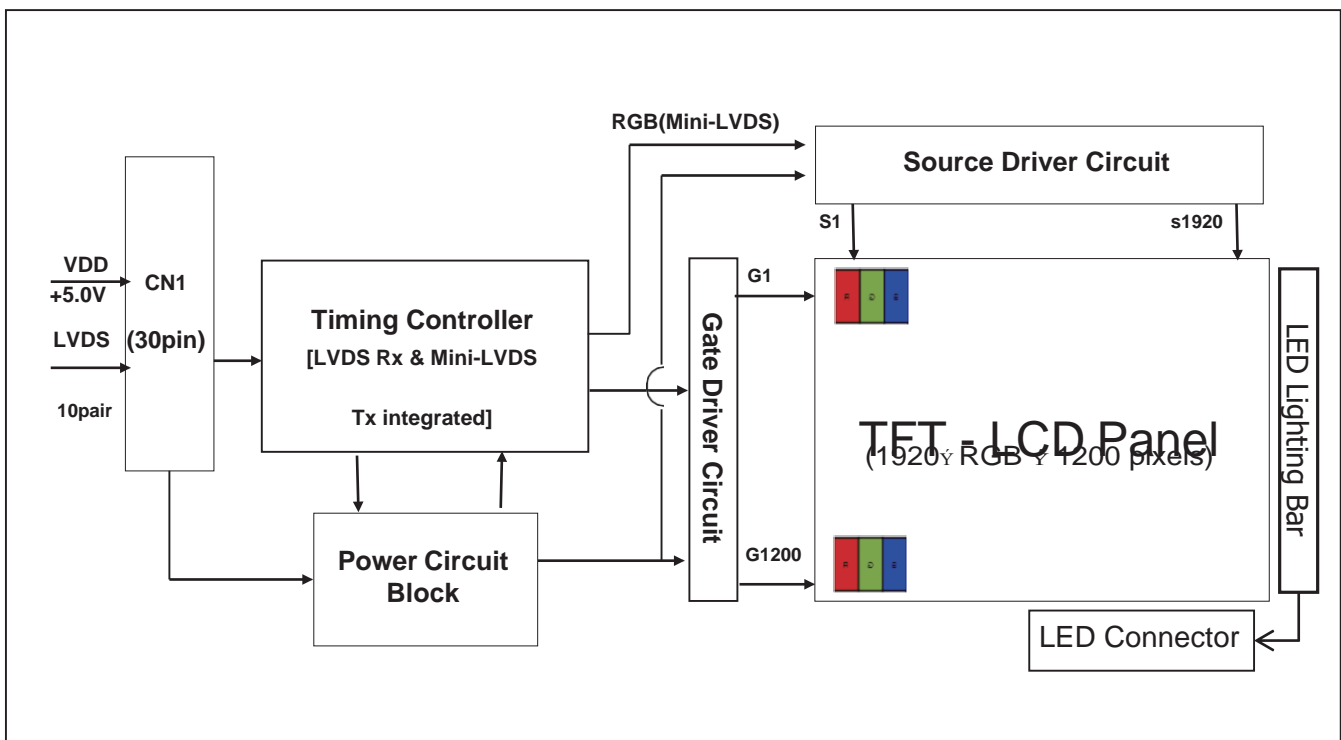 RGB(Mini-LVDS)
Source Driver Circuit
S1
s1920
VDD
+5.0V
LVDS
10pair
CN1
(30pin)
Timing Controller
[LVDS Rx & Mini-LVDS
Tx integrated]
Power Circuit
Block
Gate Driver Circuit
G1
G1200
TFT - LCD Panel
(1920Ý RGB Ý 1200 pixels)
LED Lighting Bar
LED Connector